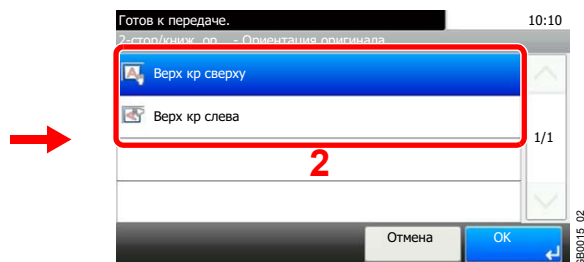 Готов к передаче. 10:10
2-стор/книж. ор. - Ориентация оригинала
Верх кр сверху
Верх кр слева
1/1
2
Отмена OK